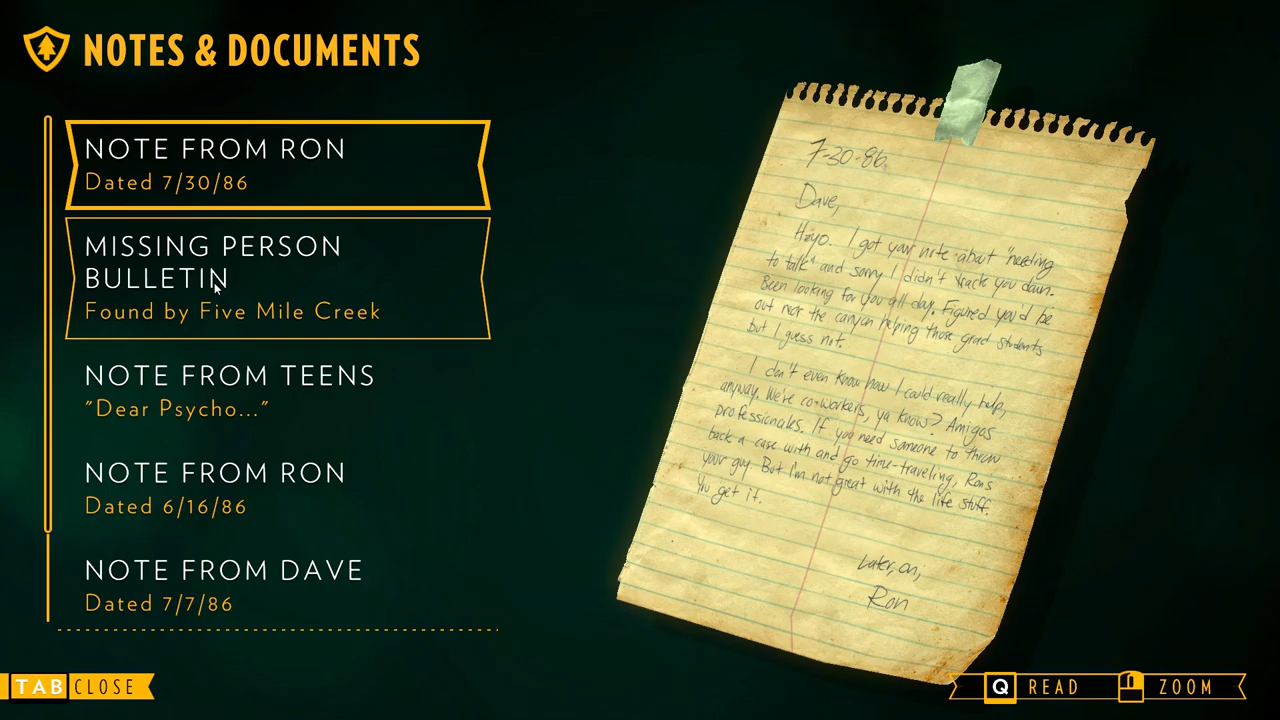 NOTES & DOCUMENTS
NOTE FROM RON
Dated 7/30/86
MISSING PERSON
BULLETIN
Found by Five Mile Creek
NOTE FROM TEENS
"Dear Psycho..."
NOTE FROM RON
Dated 6/16/86
NOTE FROM DAVE
Dated 7/7/86
TAB CLOSE
7-30-86
Dave,
Hiyo. I got your note about "needing
to talk" and sorry I didn't track you down.
Been looking for you all day. Figured you'd be
out near the canyon helping those grad students
but I guess not.
I don't even know how I could really help,
anyway. We're co-workers, ya know? Amigos
professionales. If you need someone to throw
back a case with and go time-traveling, Ron's
your guy. But I'm not great with the life stuff.
You get it.
Later, on,
Ron
Q READ
ZOOM